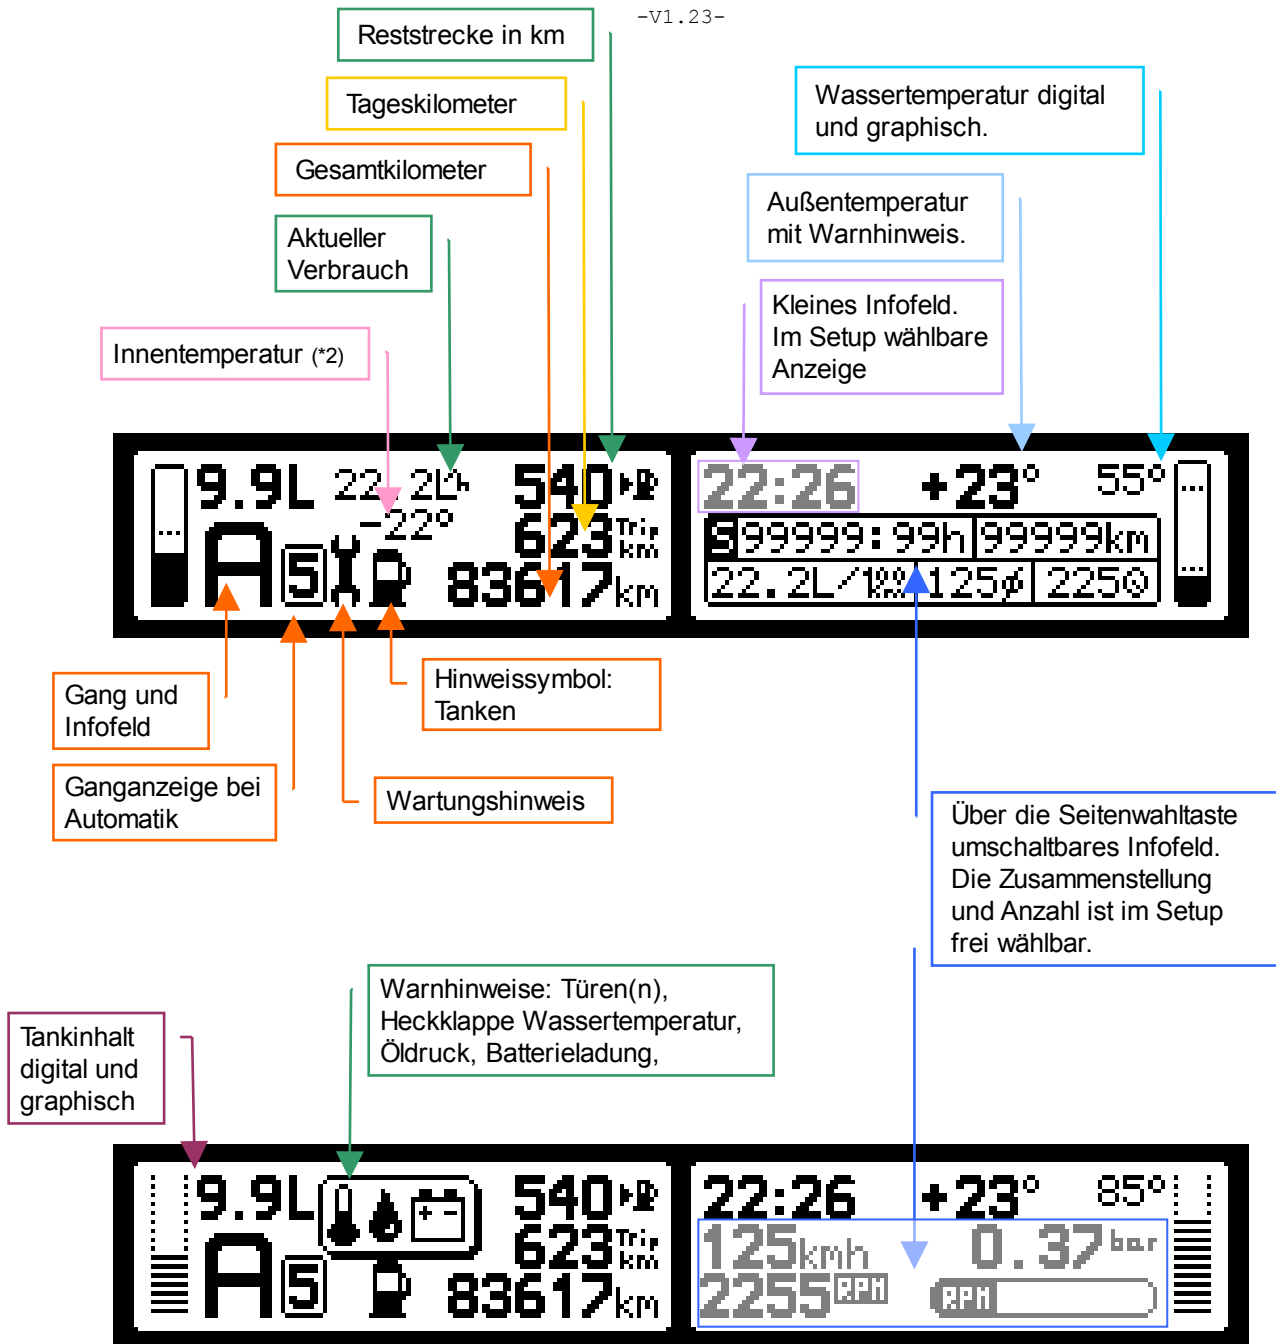 -V1.23-
Reststrecke in km
Tageskilometer
Gesamtkilometer
Aktueller
Verbrauch
Innentemperatur (*2)
Wassertemperatur digital
und graphisch.
Außentemperatur
mit Warnhinweis.
Kleines Infofeld.
Im Setup wählbare
Anzeige
9.9L 22.2L/h 540
-22° 623 Trip km
A 5 83617km
22:26 +23° 55°
S 99999:99h 99999km
22.2L/100 125ø 225
Gang und
Infofeld
Ganganzeige bei
Automatik
Hinweissymbol:
Tanken
Wartungshinweis
Über die Seitenwahltaste
umschaltbares Infofeld.
Die Zusammenstellung
und Anzahl ist im Setup
frei wählbar.
Warnhinweise: Türen(n),
Heckklappe Wassertemperatur,
Öldruck, Batterieladung,
Tankinhalt
digital und
graphisch
9.9L 540
623 Trip km
A 5 83617km
22:26 +23° 85°
125kmh 0.37bar
2255RPM RPM